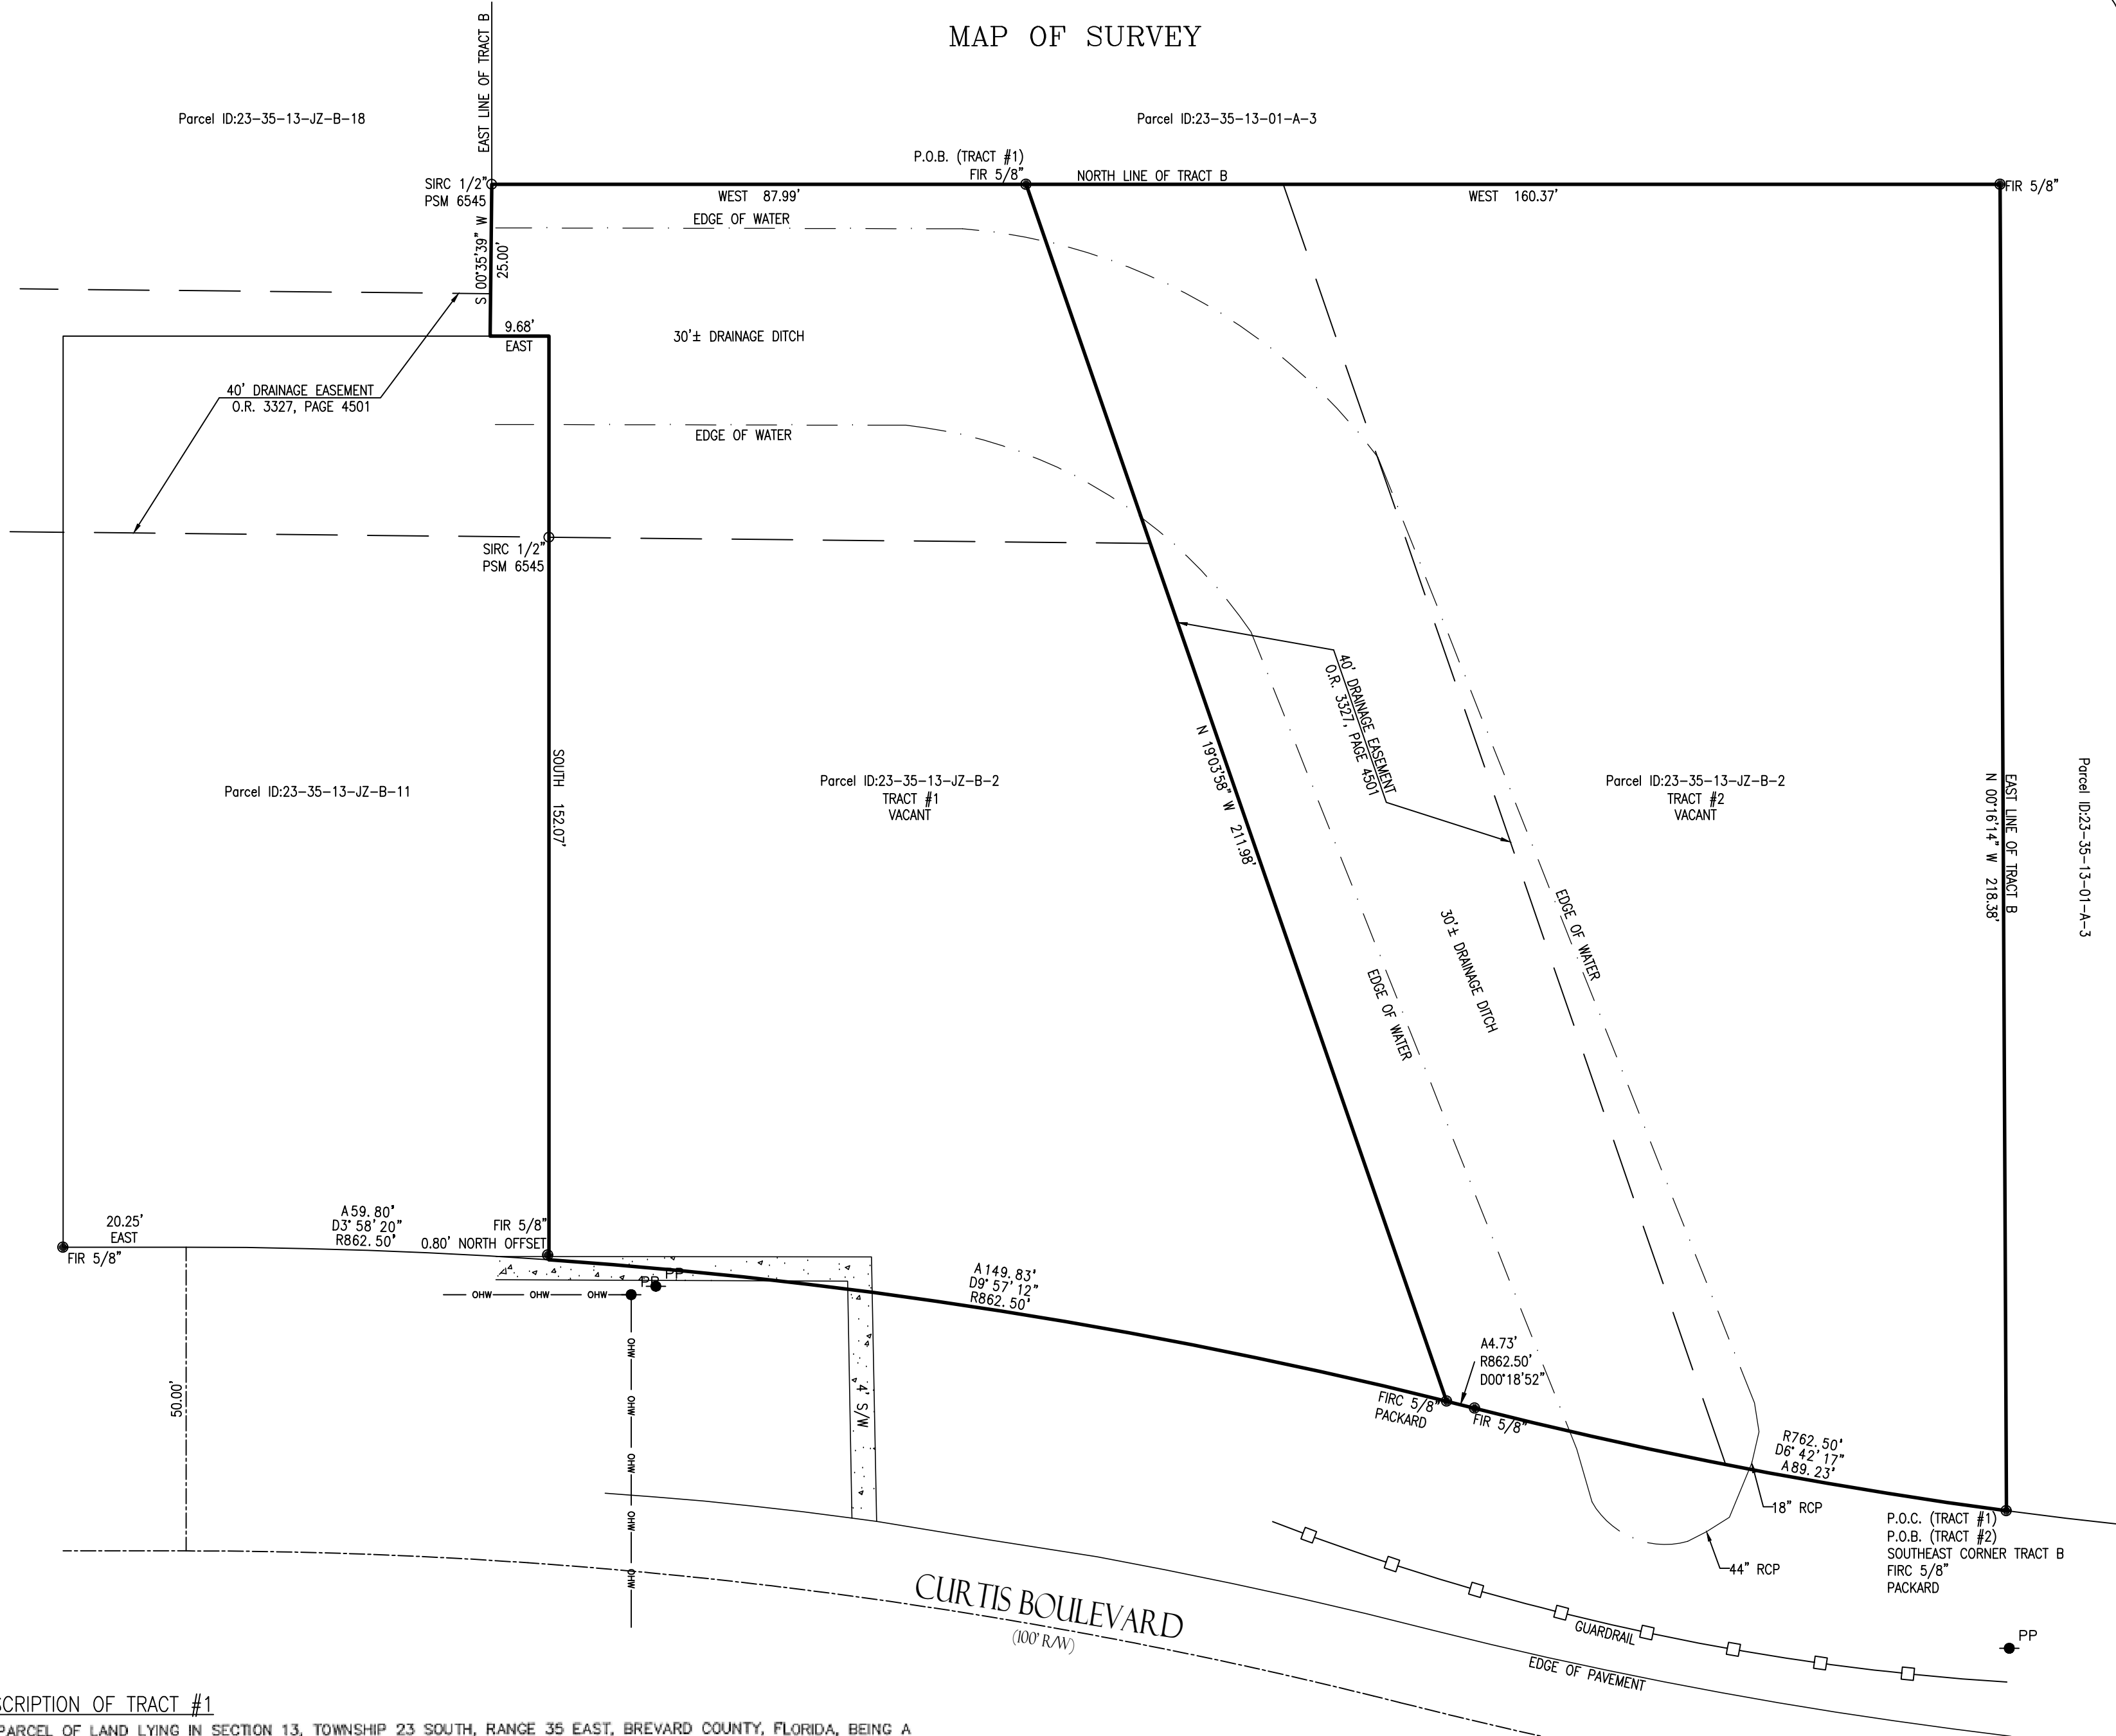 MAP OF SURVEY
EAST LINE OF TRACT B
Parcel ID:23-35-13-JZ-B-18
Parcel ID:23-35-13-01-A-3
P.O.B. (TRACT #1)
FIR 5/8"
NORTH LINE OF TRACT B
SIRC 1/2"
PSM 6545
WEST 87.99'
WEST 160.37'
FIR 5/8"
EDGE OF WATER
S 00°35'39" W
25.00'
9.68'
EAST
30'± DRAINAGE DITCH
40' DRAINAGE EASEMENT
O.R. 3327, PAGE 4501
EDGE OF WATER
SIRC 1/2"
PSM 6545
40' DRAINAGE EASEMENT
O.R. 3327, PAGE 4501
N 19°03'58" W 211.98'
SOUTH 152.07'
Parcel ID:23-35-13-JZ-B-11
Parcel ID:23-35-13-JZ-B-2
TRACT #1
VACANT
Parcel ID:23-35-13-JZ-B-2
TRACT #2
VACANT
EAST LINE OF TRACT B
N 00°16'14" W 218.38'
Parcel ID:23-35-13-01-A-3
EDGE OF WATER
30'± DRAINAGE DITCH
EDGE OF WATER
20.25'
EAST
FIR 5/8"
A59.80'
D3°58'20"
R862.50'
FIR 5/8"
0.80' NORTH OFFSET
PP
PP
OHW OHW OHW
OHW
OHW
OHW
OHW
OHW
4' S/W
50.00'
A149.83'
D9°57'12"
R862.50'
A4.73'
R862.50'
D00°18'52"
FIRC 5/8"
PACKARD
FIR 5/8"
R762.50'
D6°42'17"
A89.23'
18" RCP
44" RCP
P.O.C. (TRACT #1)
P.O.B. (TRACT #2)
SOUTHEAST CORNER TRACT B
FIRC 5/8"
PACKARD
PP
CURTIS BOULEVARD
(100' R/W)
GUARDRAIL
EDGE OF PAVEMENT
SCRIPTION OF TRACT #1
PARCEL OF LAND LYING IN SECTION 13, TOWNSHIP 23 SOUTH, RANGE 35 EAST, BREVARD COUNTY, FLORIDA, BEING A